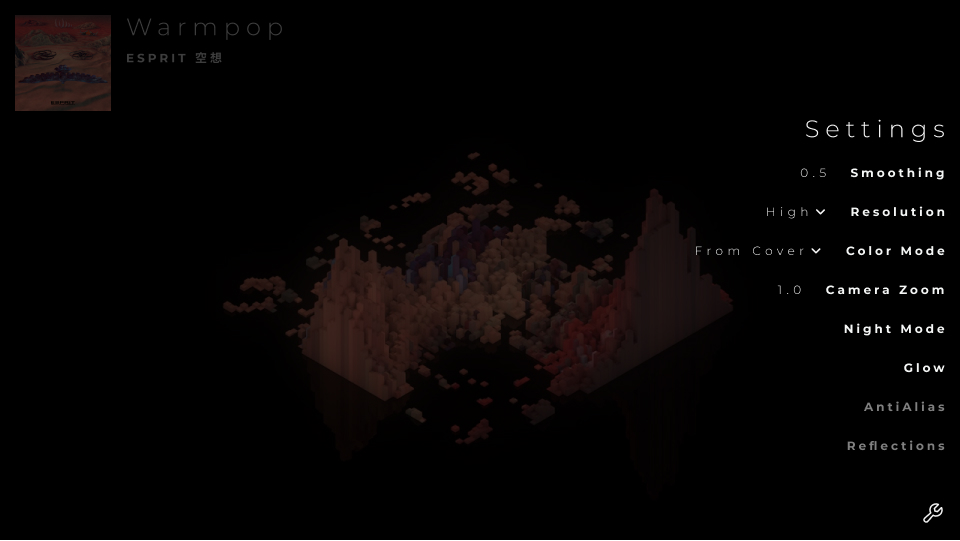 Warmpop
ESPRIT 空想
Settings
0.5 Smoothing
High Resolution
From Cover Color Mode
1.0 Camera Zoom
Night Mode
Glow
AntiAlias
Reflections